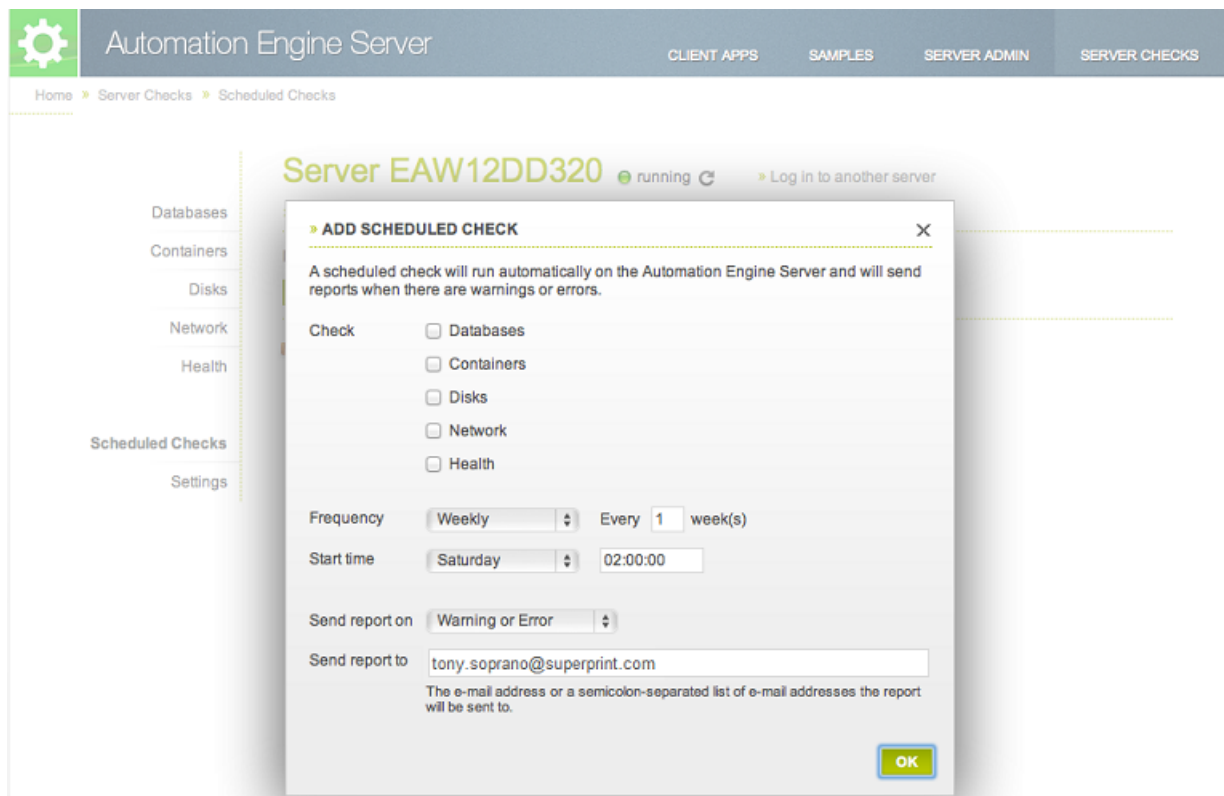 Automation Engine Server
CLIENT APPS SAMPLES SERVER ADMIN SERVER CHECKS
Home » Server Checks » Scheduled Checks
Server EAW12DD320 running » Log in to another server
Databases
Containers
Disks
Network
Health
Scheduled Checks
Settings
» ADD SCHEDULED CHECK
A scheduled check will run automatically on the Automation Engine Server and will send
reports when there are warnings or errors.
Check
Databases
Containers
Disks
Network
Health
Frequency Weekly Every 1 week(s)
Start time Saturday 02:00:00
Send report on Warning or Error
Send report to tony.soprano@superprint.com
The e-mail address or a semicolon-separated list of e-mail addresses the report
will be sent to.
OK